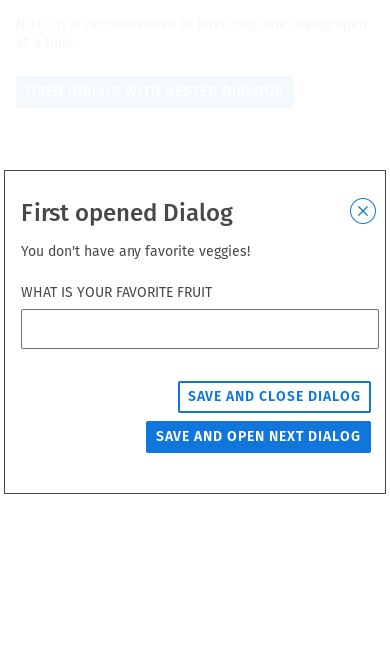 NOTE: It is recommended to have only one Dialog open
at a time.
OPEN DIALOG WITH NESTED DIALOGS
First opened Dialog
You don't have any favorite veggies!
WHAT IS YOUR FAVORITE FRUIT
SAVE AND CLOSE DIALOG
SAVE AND OPEN NEXT DIALOG